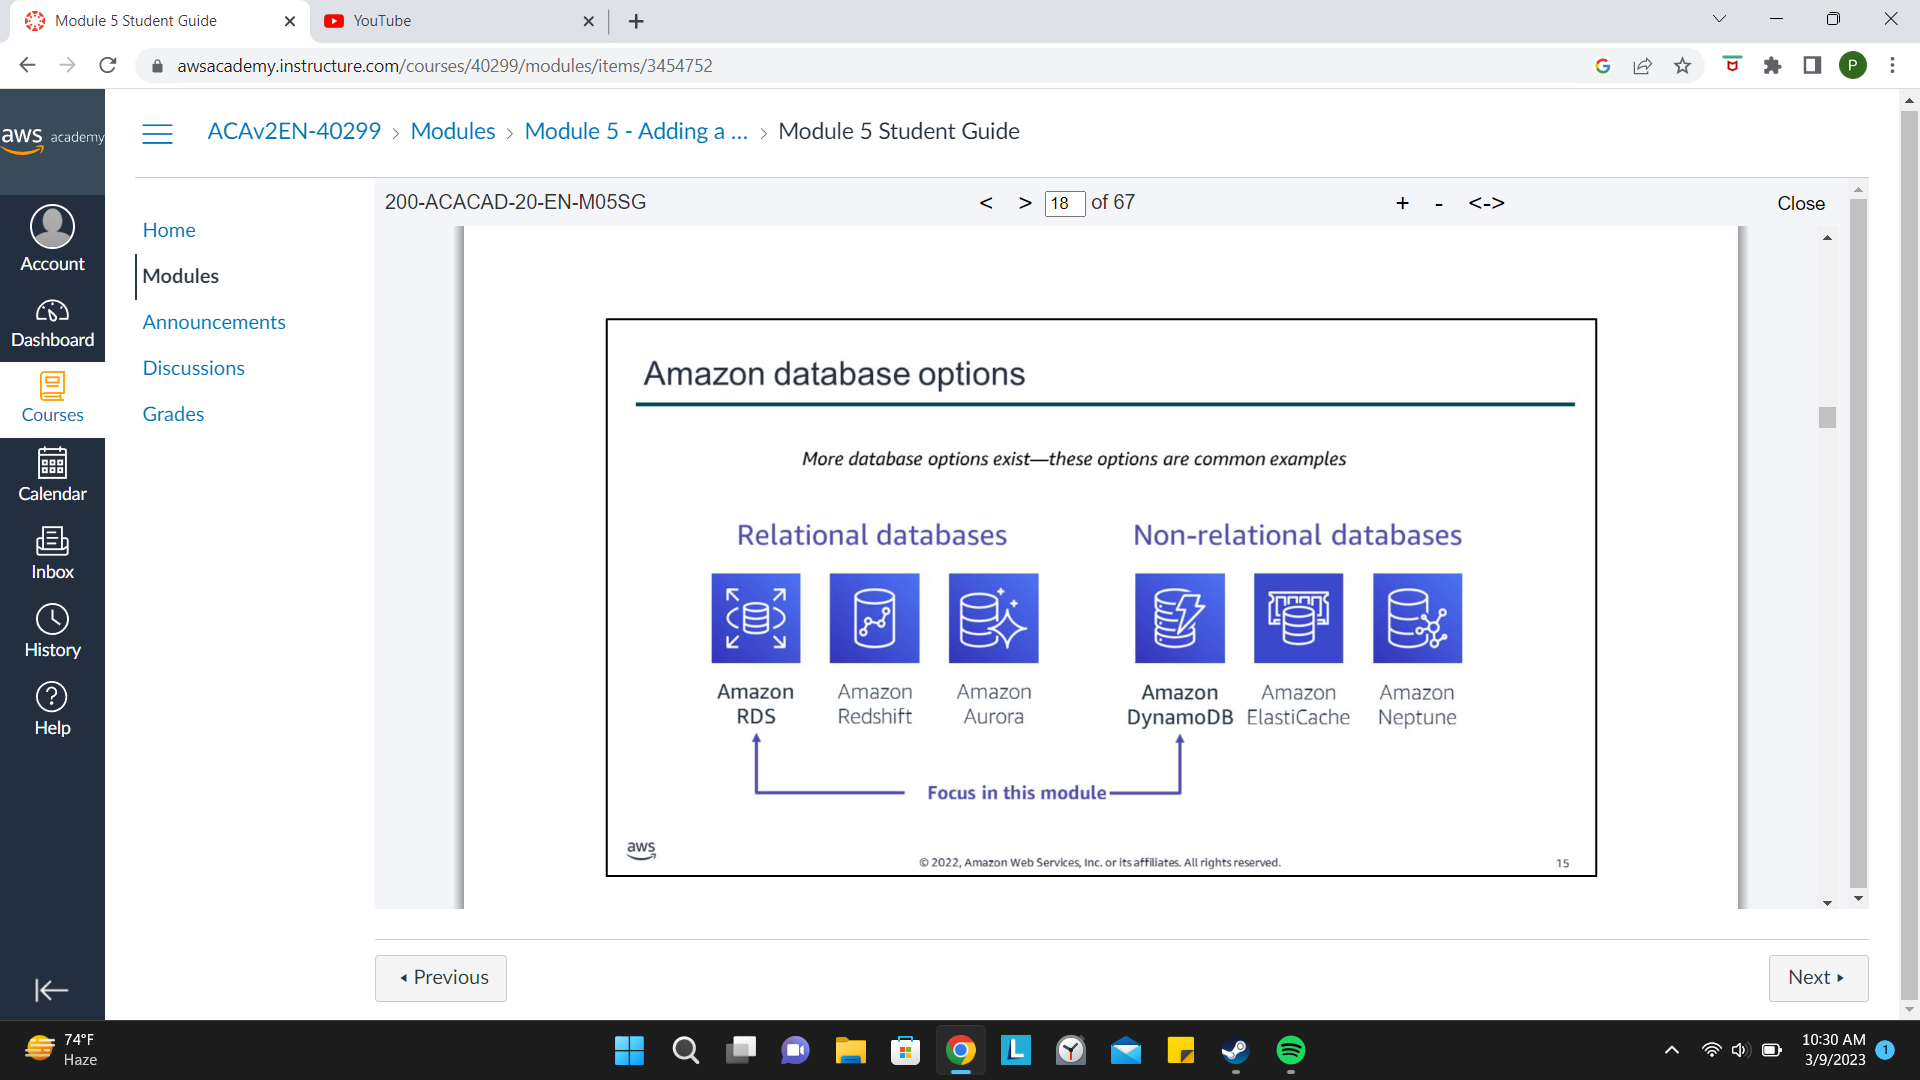 Module 5 Student Guide
YouTube
awsacademy.instructure.com/courses/40299/modules/items/3454752
P
aws academy
ACAv2EN-40299 > Modules > Module 5 - Adding a ... > Module 5 Student Guide
Account
Dashboard
Courses
Calendar
Inbox
History
Help
Home
Modules
Announcements
Discussions
Grades
200-ACACAD-20-EN-M05SG
< > 18 of 67
+ - <->
Close
Amazon database options
More database options exist—these options are common examples
Relational databases
Non-relational databases
Amazon RDS
Amazon Redshift
Amazon Aurora
Amazon DynamoDB
Amazon ElastiCache
Amazon Neptune
Focus in this module
aws
© 2022, Amazon Web Services, Inc. or its affiliates. All rights reserved.
15
Previous
Next
74°F
Haze
L
10:30 AM
3/9/2023
1